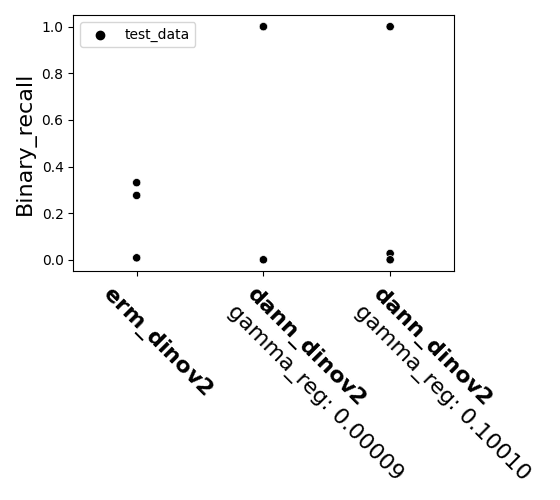 test_data
Binary_recall
1.0
0.8
0.6
0.4
0.2
0.0
erm_dinov2
dann_dinov2
gamma_reg: 0.00009
dann_dinov2
gamma_reg: 0.10010